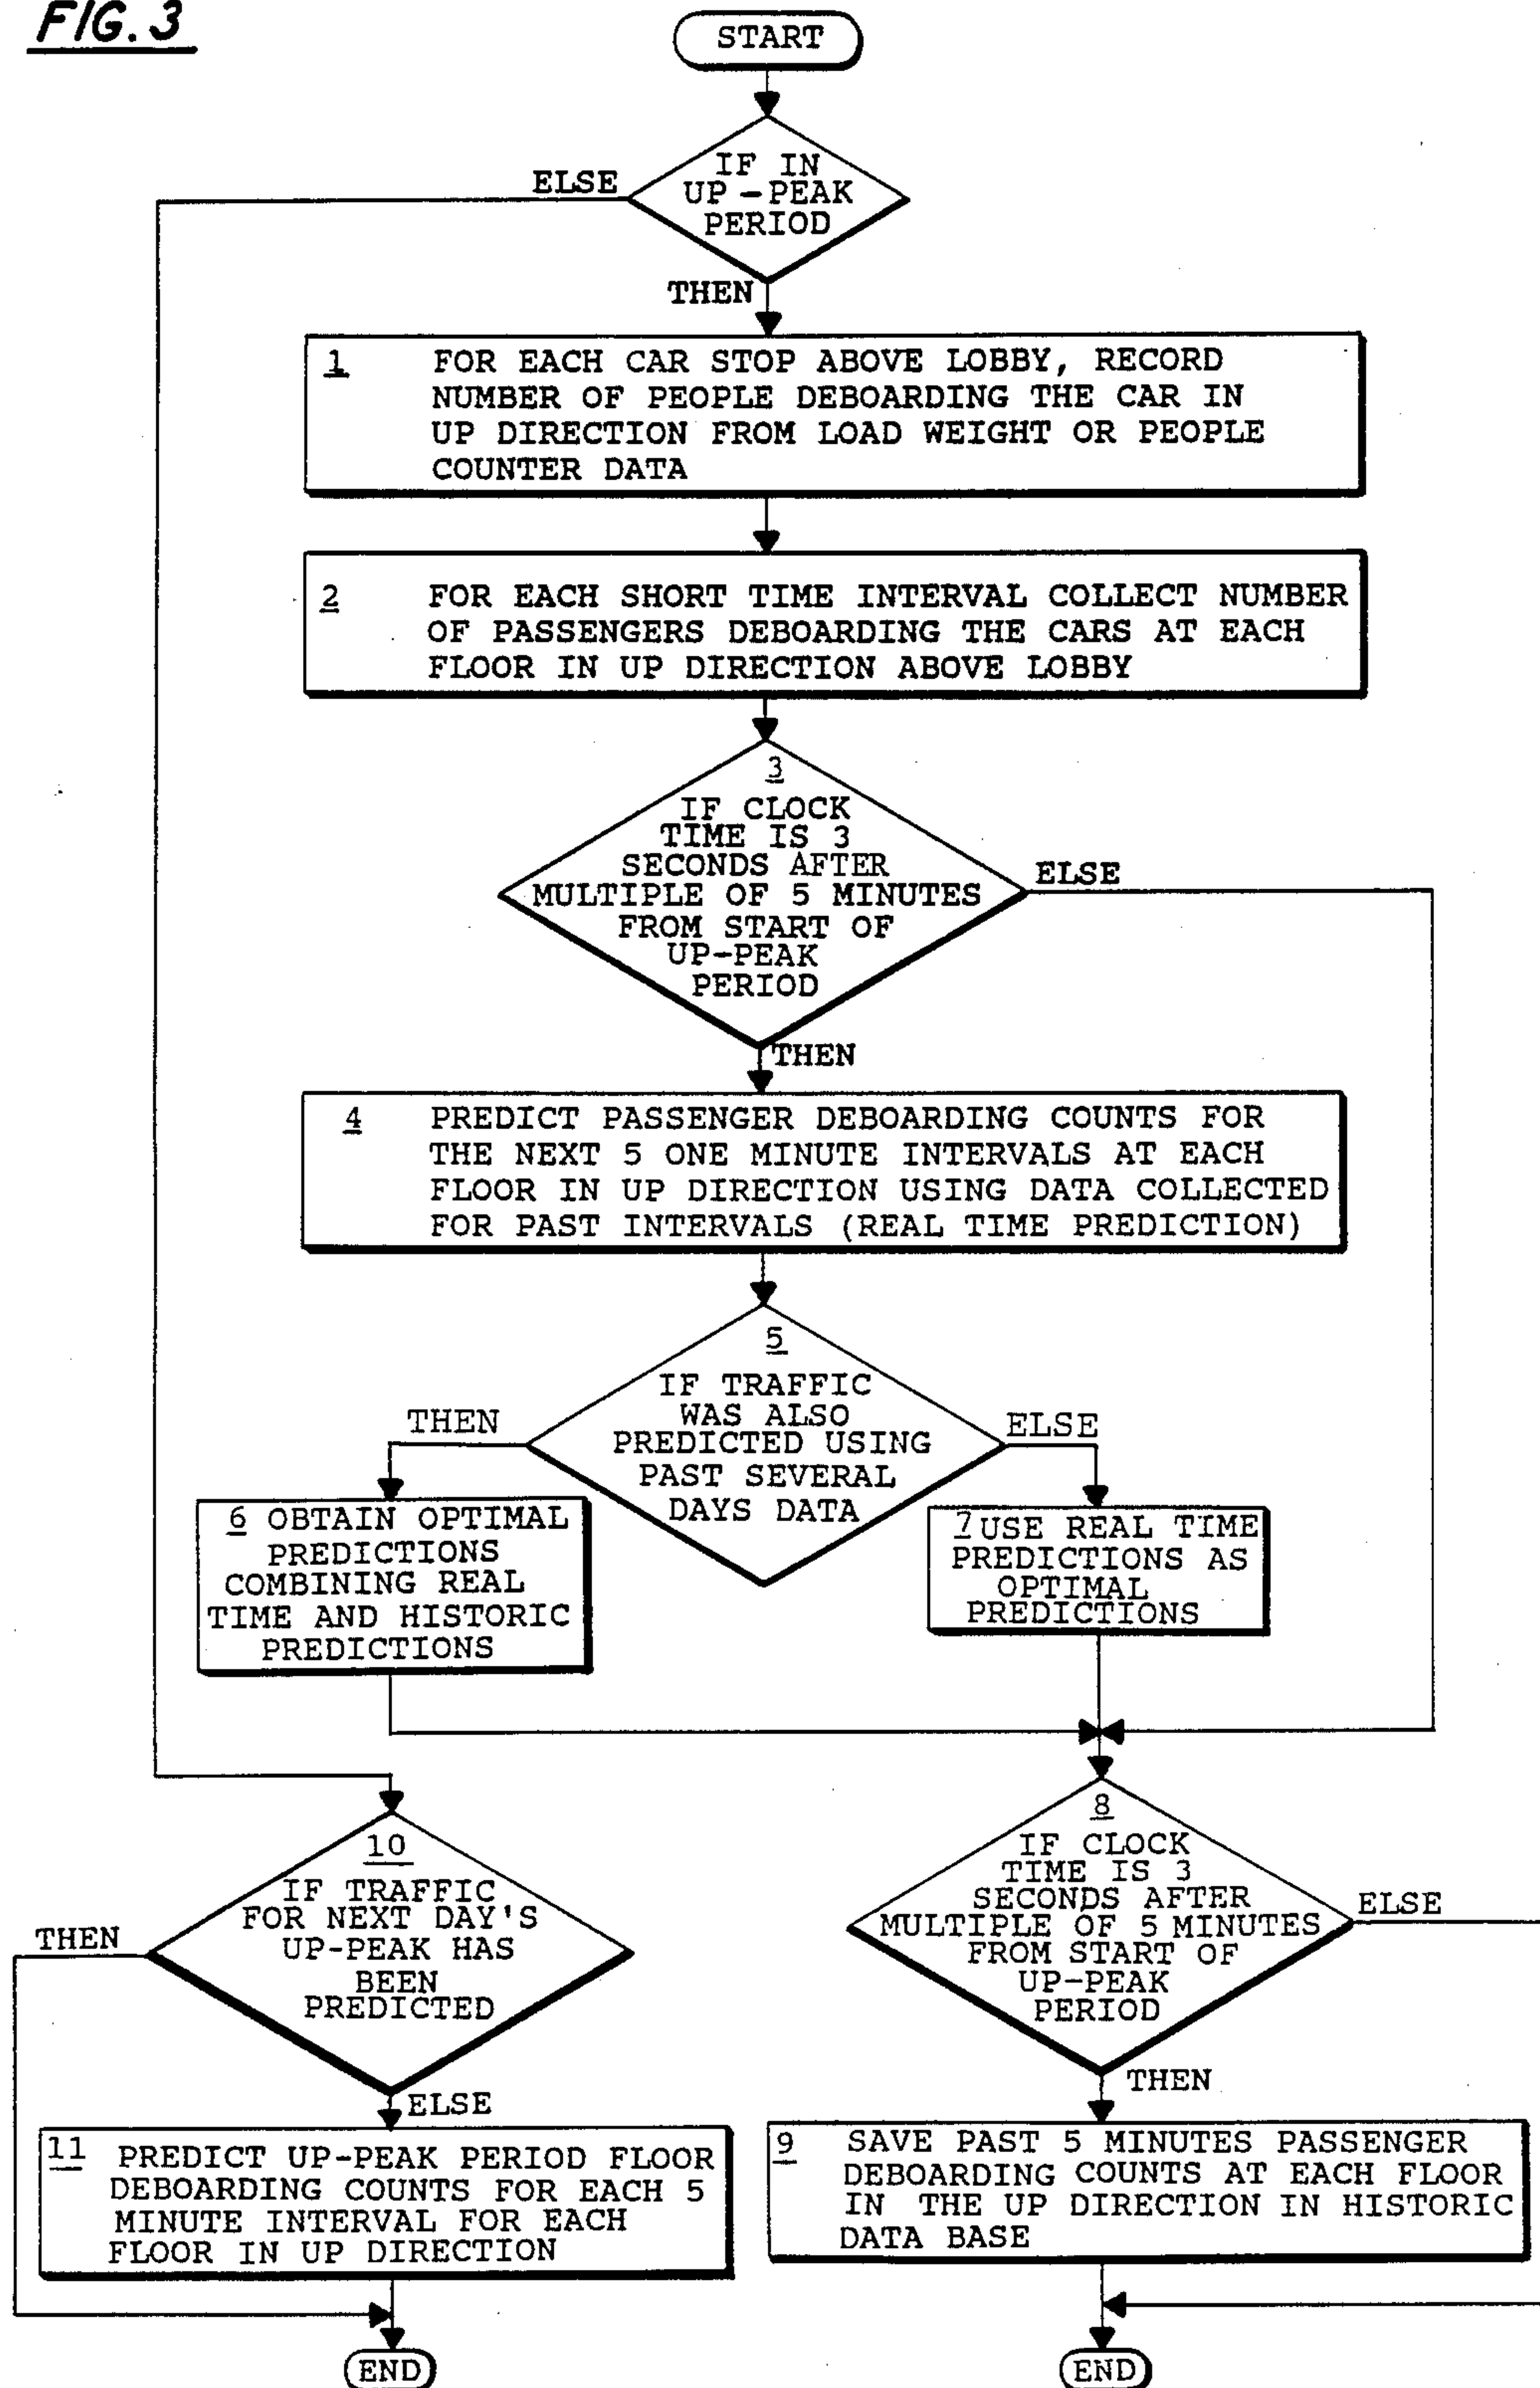 FIG. 3
START
IF IN
UP-PEAK
PERIOD
ELSE
THEN
1 FOR EACH CAR STOP ABOVE LOBBY, RECORD
NUMBER OF PEOPLE DEBOARDING THE CAR IN
UP DIRECTION FROM LOAD WEIGHT OR PEOPLE
COUNTER DATA
2 FOR EACH SHORT TIME INTERVAL COLLECT NUMBER
OF PASSENGERS DEBOARDING THE CARS AT EACH
FLOOR IN UP DIRECTION ABOVE LOBBY
3
IF CLOCK
TIME IS 3
SECONDS AFTER
MULTIPLE OF 5 MINUTES
FROM START OF
UP-PEAK
PERIOD
ELSE
THEN
4 PREDICT PASSENGER DEBOARDING COUNTS FOR
THE NEXT 5 ONE MINUTE INTERVALS AT EACH
FLOOR IN UP DIRECTION USING DATA COLLECTED
FOR PAST INTERVALS (REAL TIME PREDICTION)
5
IF TRAFFIC
WAS ALSO
PREDICTED USING
PAST SEVERAL
DAYS DATA
THEN
ELSE
6 OBTAIN OPTIMAL
PREDICTIONS
COMBINING REAL
TIME AND HISTORIC
PREDICTIONS
7 USE REAL TIME
PREDICTIONS AS
OPTIMAL
PREDICTIONS
8
IF CLOCK
TIME IS 3
SECONDS AFTER
MULTIPLE OF 5 MINUTES
FROM START OF
UP-PEAK
PERIOD
ELSE
THEN
10
IF TRAFFIC
FOR NEXT DAY'S
UP-PEAK HAS
BEEN
PREDICTED
THEN
ELSE
11 PREDICT UP-PEAK PERIOD FLOOR
DEBOARDING COUNTS FOR EACH 5
MINUTE INTERVAL FOR EACH
FLOOR IN UP DIRECTION
9 SAVE PAST 5 MINUTES PASSENGER
DEBOARDING COUNTS AT EACH FLOOR
IN THE UP DIRECTION IN HISTORIC
DATA BASE
END
END